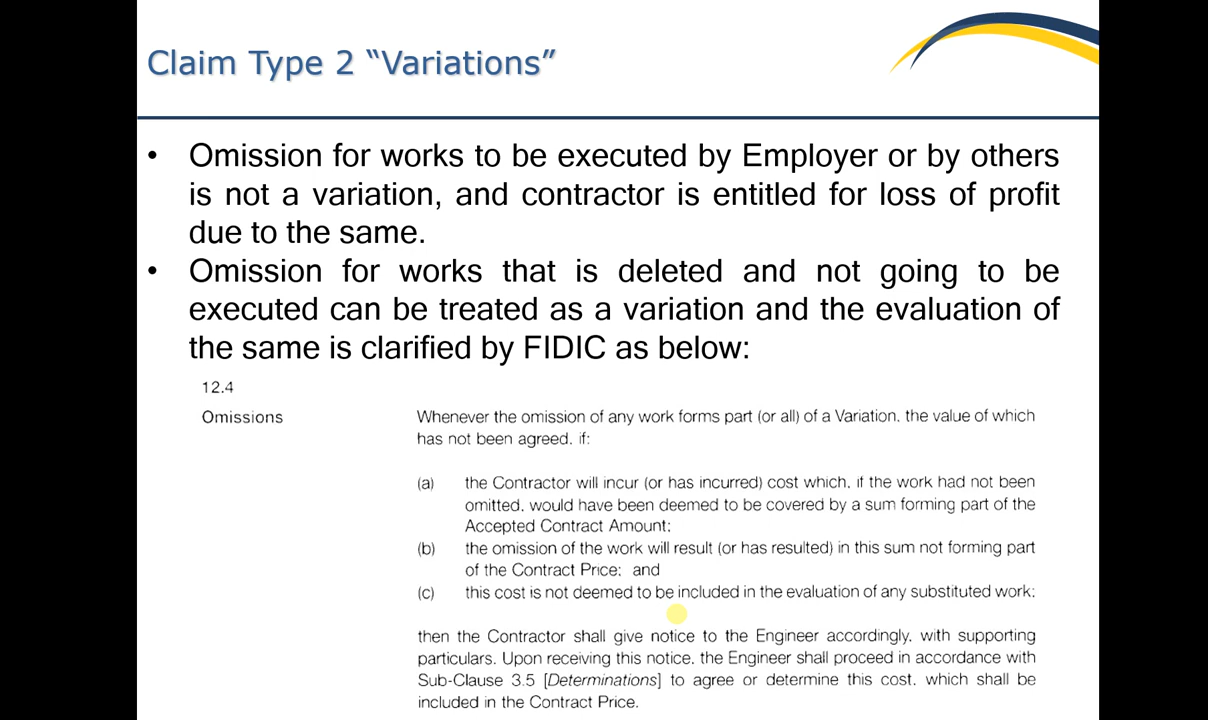 Claim Type 2 “Variations”
• Omission for works to be executed by Employer or by others
is not a variation, and contractor is entitled for loss of profit
due to the same.
• Omission for works that is deleted and not going to be
executed can be treated as a variation and the evaluation of
the same is clarified by FIDIC as below:
12.4
Omissions
Whenever the omission of any work forms part (or all) of a Variation, the value of which
has not been agreed, if:
(a) the Contractor will incur (or has incurred) cost which, if the work had not been
omitted, would have been deemed to be covered by a sum forming part of the
Accepted Contract Amount;
(b) the omission of the work will result (or has resulted) in this sum not forming part
of the Contract Price; and
(c) this cost is not deemed to be included in the evaluation of any substituted work;
then the Contractor shall give notice to the Engineer accordingly, with supporting
particulars. Upon receiving this notice, the Engineer shall proceed in accordance with
Sub-Clause 3.5 [Determinations] to agree or determine this cost, which shall be
included in the Contract Price.